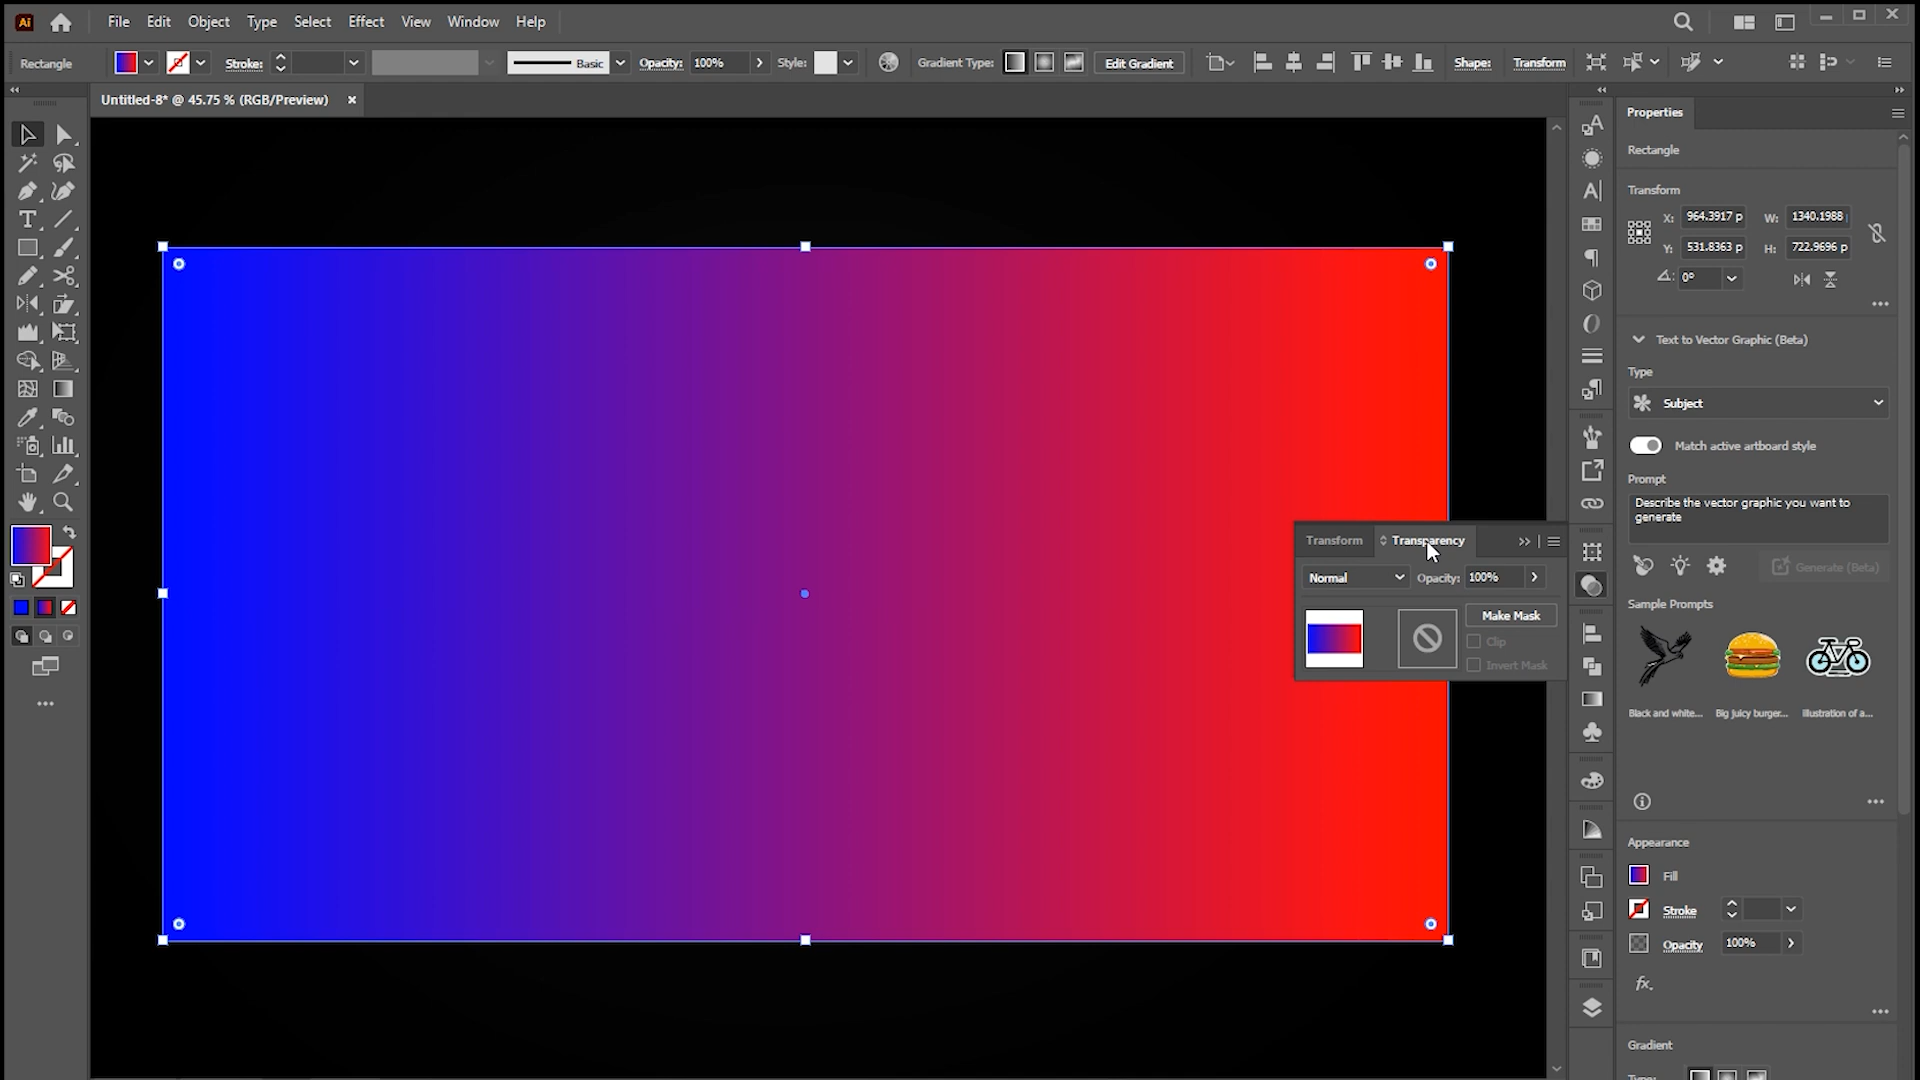 Ai File Edit Object Type Select Effect View Window Help
Rectangle Stroke: Basic Opacity: 100% Style: Gradient Type: Edit Gradient Shape: Transform
Untitled-8* @ 45.75 % (RGB/Preview) ×
Properties
Rectangle
Transform
X: 964.3917 p W: 1340.1988
Y: 531.8363 p H: 722.9696 p
0°
Text to Vector Graphic (Beta)
Type
Subject
Match active artboard style
Prompt
Describe the vector graphic you want to
generate
Generate (Beta)
Sample Prompts
Black and white... Big juicy burger... Illustration of a...
Appearance
Fill
Stroke
Opacity 100%
fx.
Gradient
Type:
Transform Transparency
Normal Opacity: 100%
Make Mask
Clip
Invert Mask